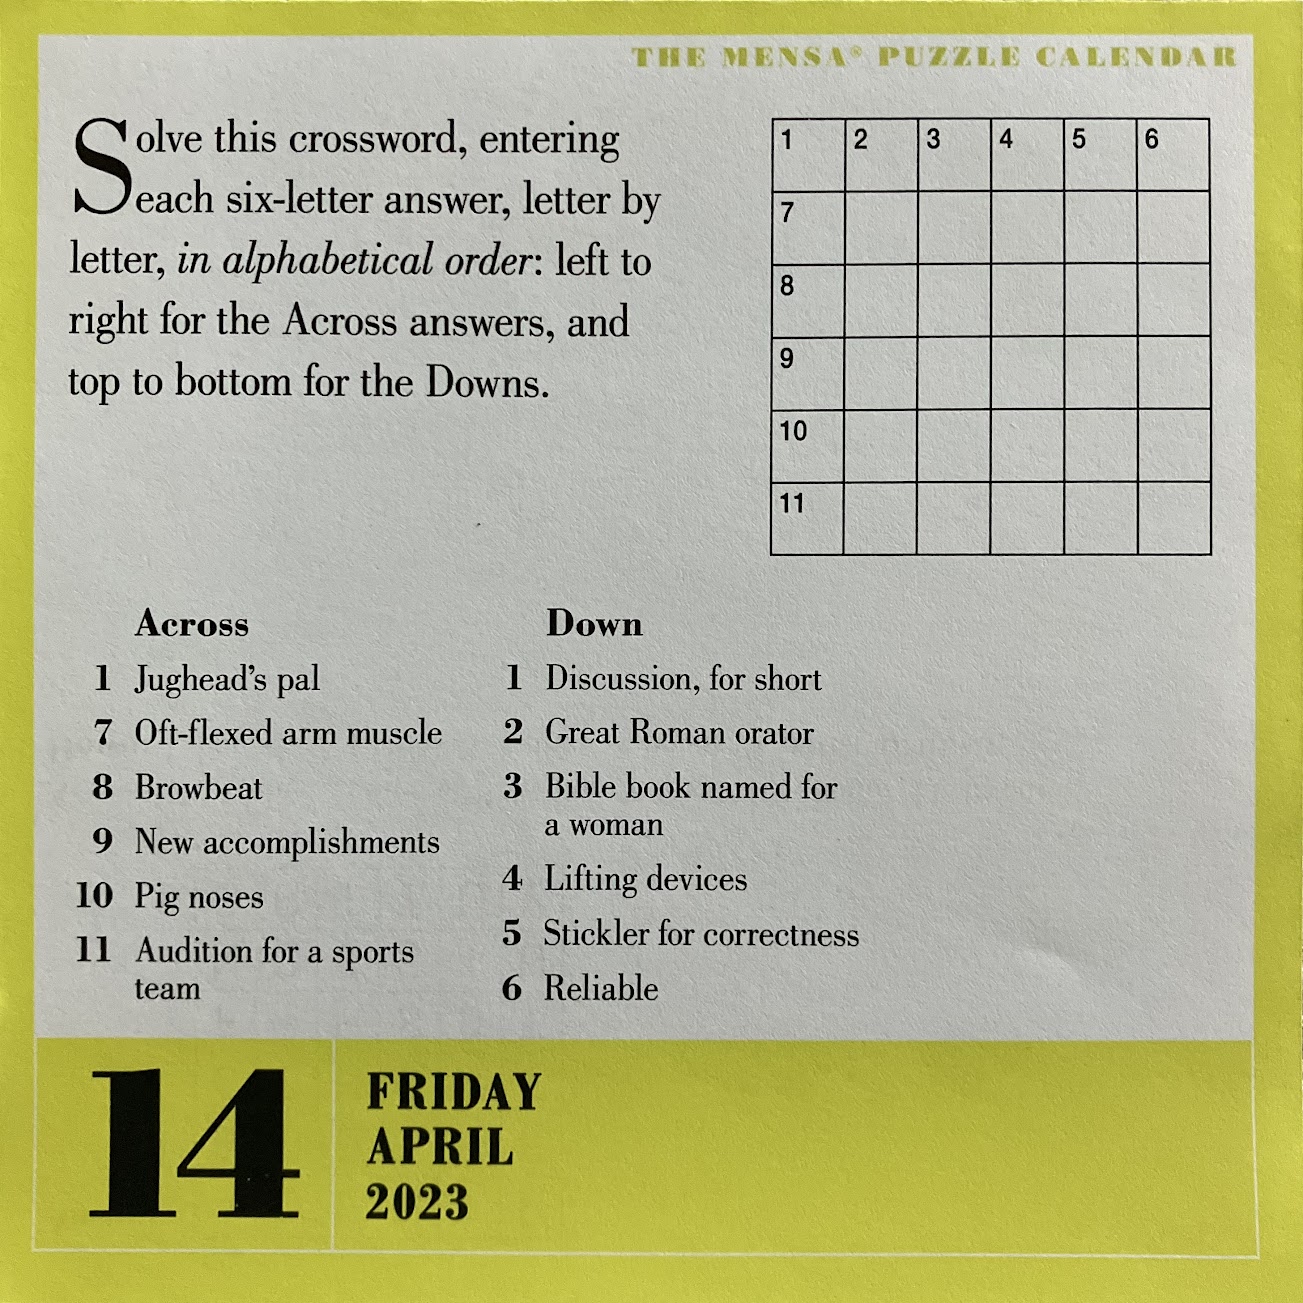 THE MENSA® PUZZLE CALENDAR
Solve this crossword, entering
each six-letter answer, letter by
letter, in alphabetical order: left to
right for the Across answers, and
top to bottom for the Downs.
1 2 3 4 5 6
7
8
9
10
11
Across
1 Jughead's pal
7 Oft-flexed arm muscle
8 Browbeat
9 New accomplishments
10 Pig noses
11 Audition for a sports
team
Down
1 Discussion, for short
2 Great Roman orator
3 Bible book named for
a woman
4 Lifting devices
5 Stickler for correctness
6 Reliable
14
FRIDAY
APRIL
2023